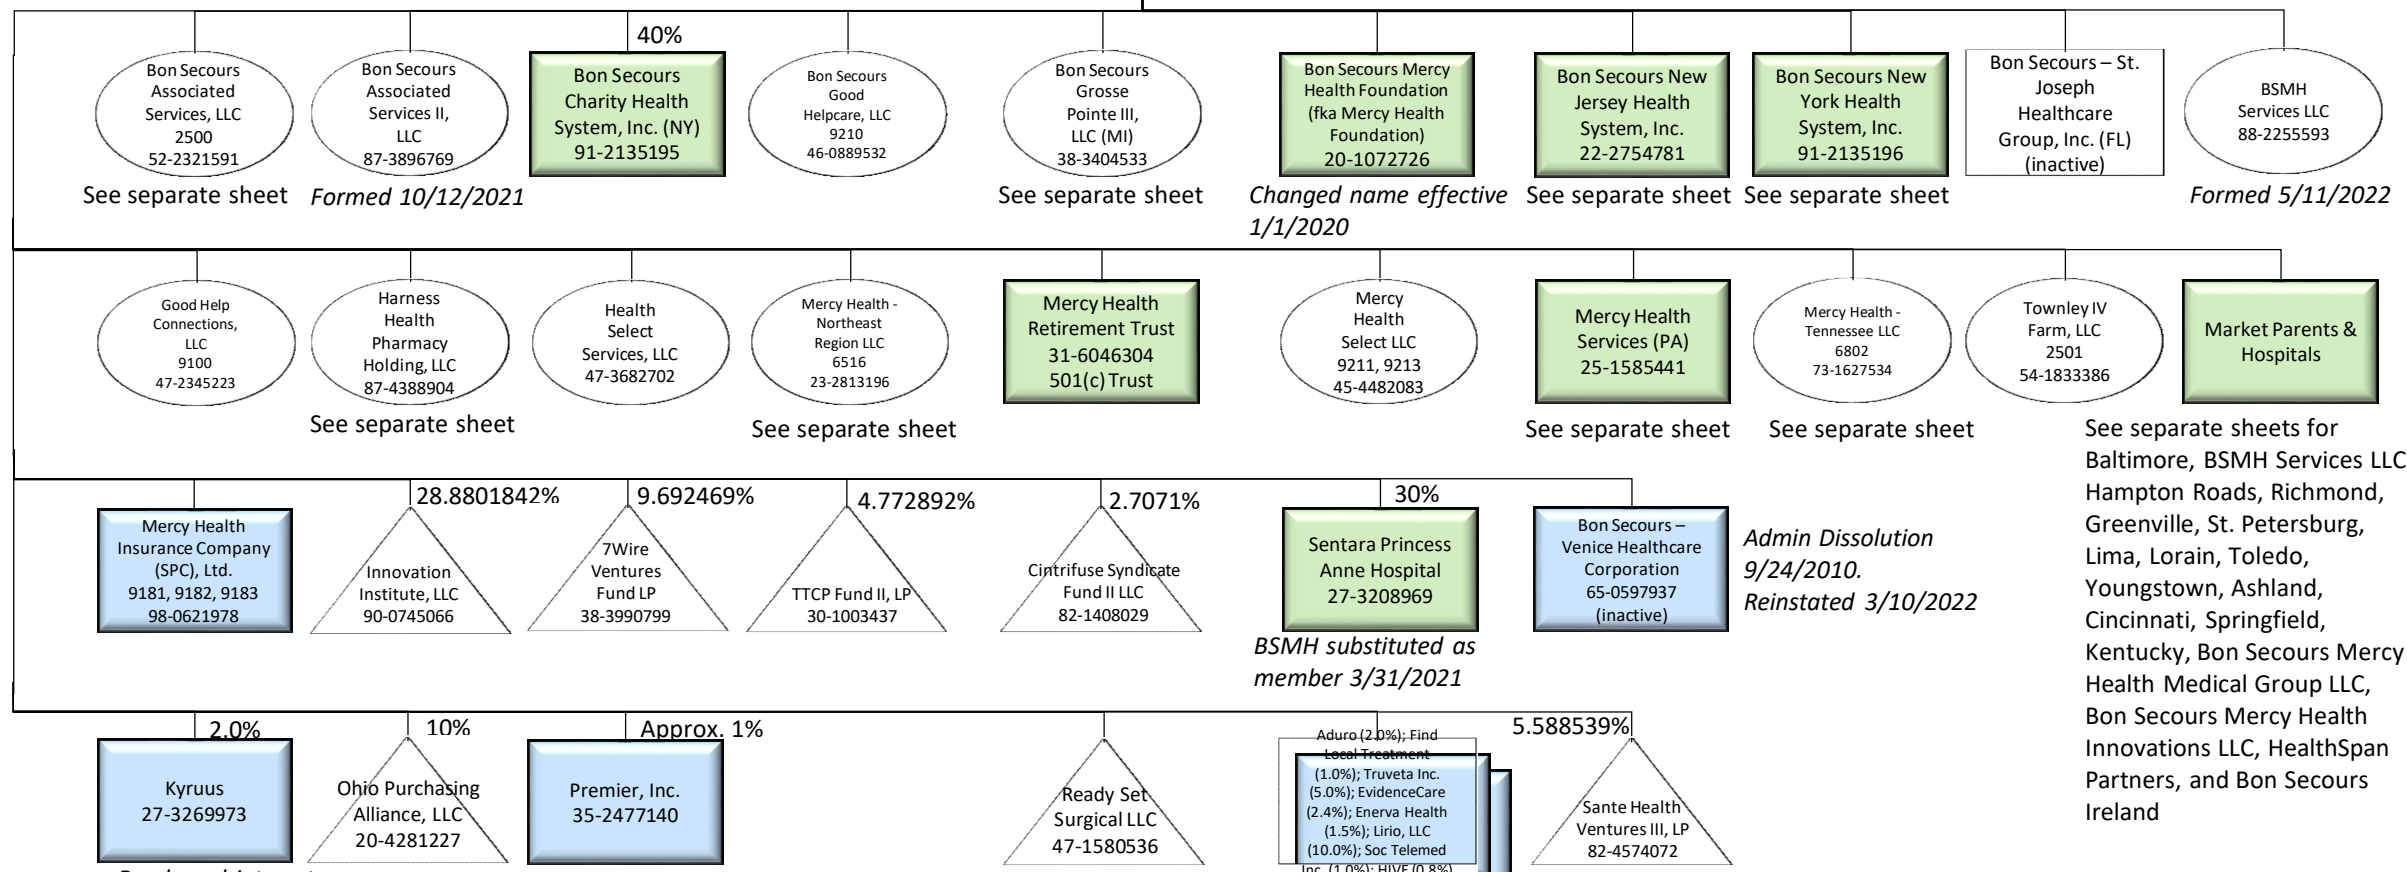 40%
Bon Secours
Associated
Services, LLC
2500
52-2321591
See separate sheet
Bon Secours
Associated
Services II,
LLC
87-3896769
Formed 10/12/2021
Bon Secours
Charity Health
System, Inc. (NY)
91-2135195
Bon Secours
Good
Helpcare, LLC
9210
46-0889532
Bon Secours
Grosse
Pointe III,
LLC (MI)
38-3404533
See separate sheet
Bon Secours Mercy
Health Foundation
(fka Mercy Health
Foundation)
20-1072726
Changed name effective
1/1/2020
Bon Secours New
Jersey Health
System, Inc.
22-2754781
See separate sheet
Bon Secours New
York Health
System, Inc.
91-2135196
See separate sheet
Bon Secours – St.
Joseph
Healthcare
Group, Inc. (FL)
(inactive)
BSMH
Services LLC
88-2255593
Formed 5/11/2022
Good Help
Connections,
LLC
9100
47-2345223
Harness
Health
Pharmacy
Holding, LLC
87-4388904
See separate sheet
Health
Select
Services, LLC
47-3682702
Mercy Health -
Northeast
Region LLC
6516
23-2813196
See separate sheet
Mercy Health
Retirement Trust
31-6046304
501(c) Trust
Mercy
Health
Select LLC
9211, 9213
45-4482083
Mercy Health
Services (PA)
25-1585441
See separate sheet
Mercy Health -
Tennessee LLC
6802
73-1627534
See separate sheet
Townley IV
Farm, LLC
2501
54-1833386
Market Parents &
Hospitals
See separate sheets for
Baltimore, BSMH Services LLC
Hampton Roads, Richmond,
Greenville, St. Petersburg,
Lima, Lorain, Toledo,
Youngstown, Ashland,
Cincinnati, Springfield,
Kentucky, Bon Secours Mercy
Health Medical Group LLC,
Bon Secours Mercy Health
Innovations LLC, HealthSpan
Partners, and Bon Secours
Ireland
Mercy Health
Insurance Company
(SPC), Ltd.
9181, 9182, 9183
98-0621978
28.8801842%
Innovation
Institute, LLC
90-0745066
9.692469%
7Wire
Ventures
Fund LP
38-3990799
4.772892%
TTCP Fund II, LP
30-1003437
2.7071%
Cintrifuse Syndicate
Fund II LLC
82-1408029
30%
Sentara Princess
Anne Hospital
27-3208969
BSMH substituted as
member 3/31/2021
Bon Secours –
Venice Healthcare
Corporation
65-0597937
(inactive)
Admin Dissolution
9/24/2010.
Reinstated 3/10/2022
2.0%
Kyruus
27-3269973
10%
Ohio Purchasing
Alliance, LLC
20-4281227
Approx. 1%
Premier, Inc.
35-2477140
Ready Set
Surgical LLC
47-1580536
Aduro (2.0%); Find
Local Treatment
(1.0%); Truveta Inc.
(5.0%); EvidenceCare
(2.4%); Enerva Health
(1.5%); Lirio, LLC
(10.0%); Soc Telemed
Inc. (1.0%); HIVE (0.8%)
5.588539%
Sante Health
Ventures III, LP
82-4574072